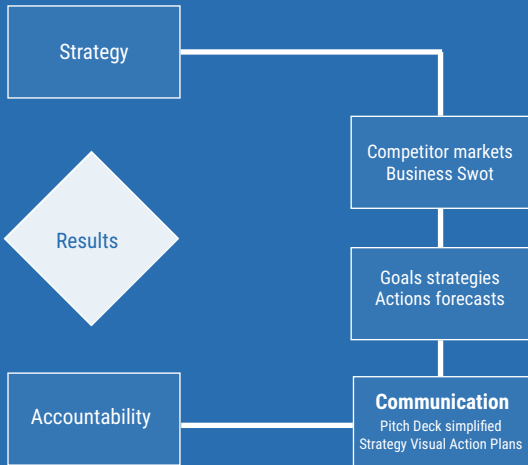 Strategy
Competitor markets
Business Swot
Results
Goals strategies
Actions forecasts
Accountability
Communication
Pitch Deck simplified
Strategy Visual Action Plans